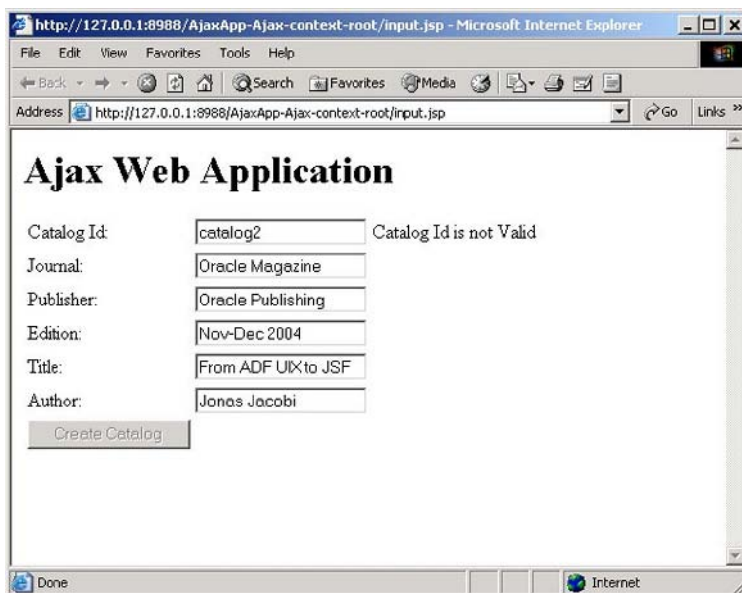 http://127.0.0.1:8988/AjaxApp-Ajax-context-root/input.jsp - Microsoft Internet Explorer
File Edit View Favorites Tools Help
Back Search Favorites Media
Address http://127.0.0.1:8988/AjaxApp-Ajax-context-root/input.jsp Go Links »
Ajax Web Application
Catalog Id: catalog2 Catalog Id is not Valid
Journal: Oracle Magazine
Publisher: Oracle Publishing
Edition: Nov-Dec 2004
Title: From ADF UIX to JSF
Author: Jonas Jacobi
Create Catalog
Done Internet